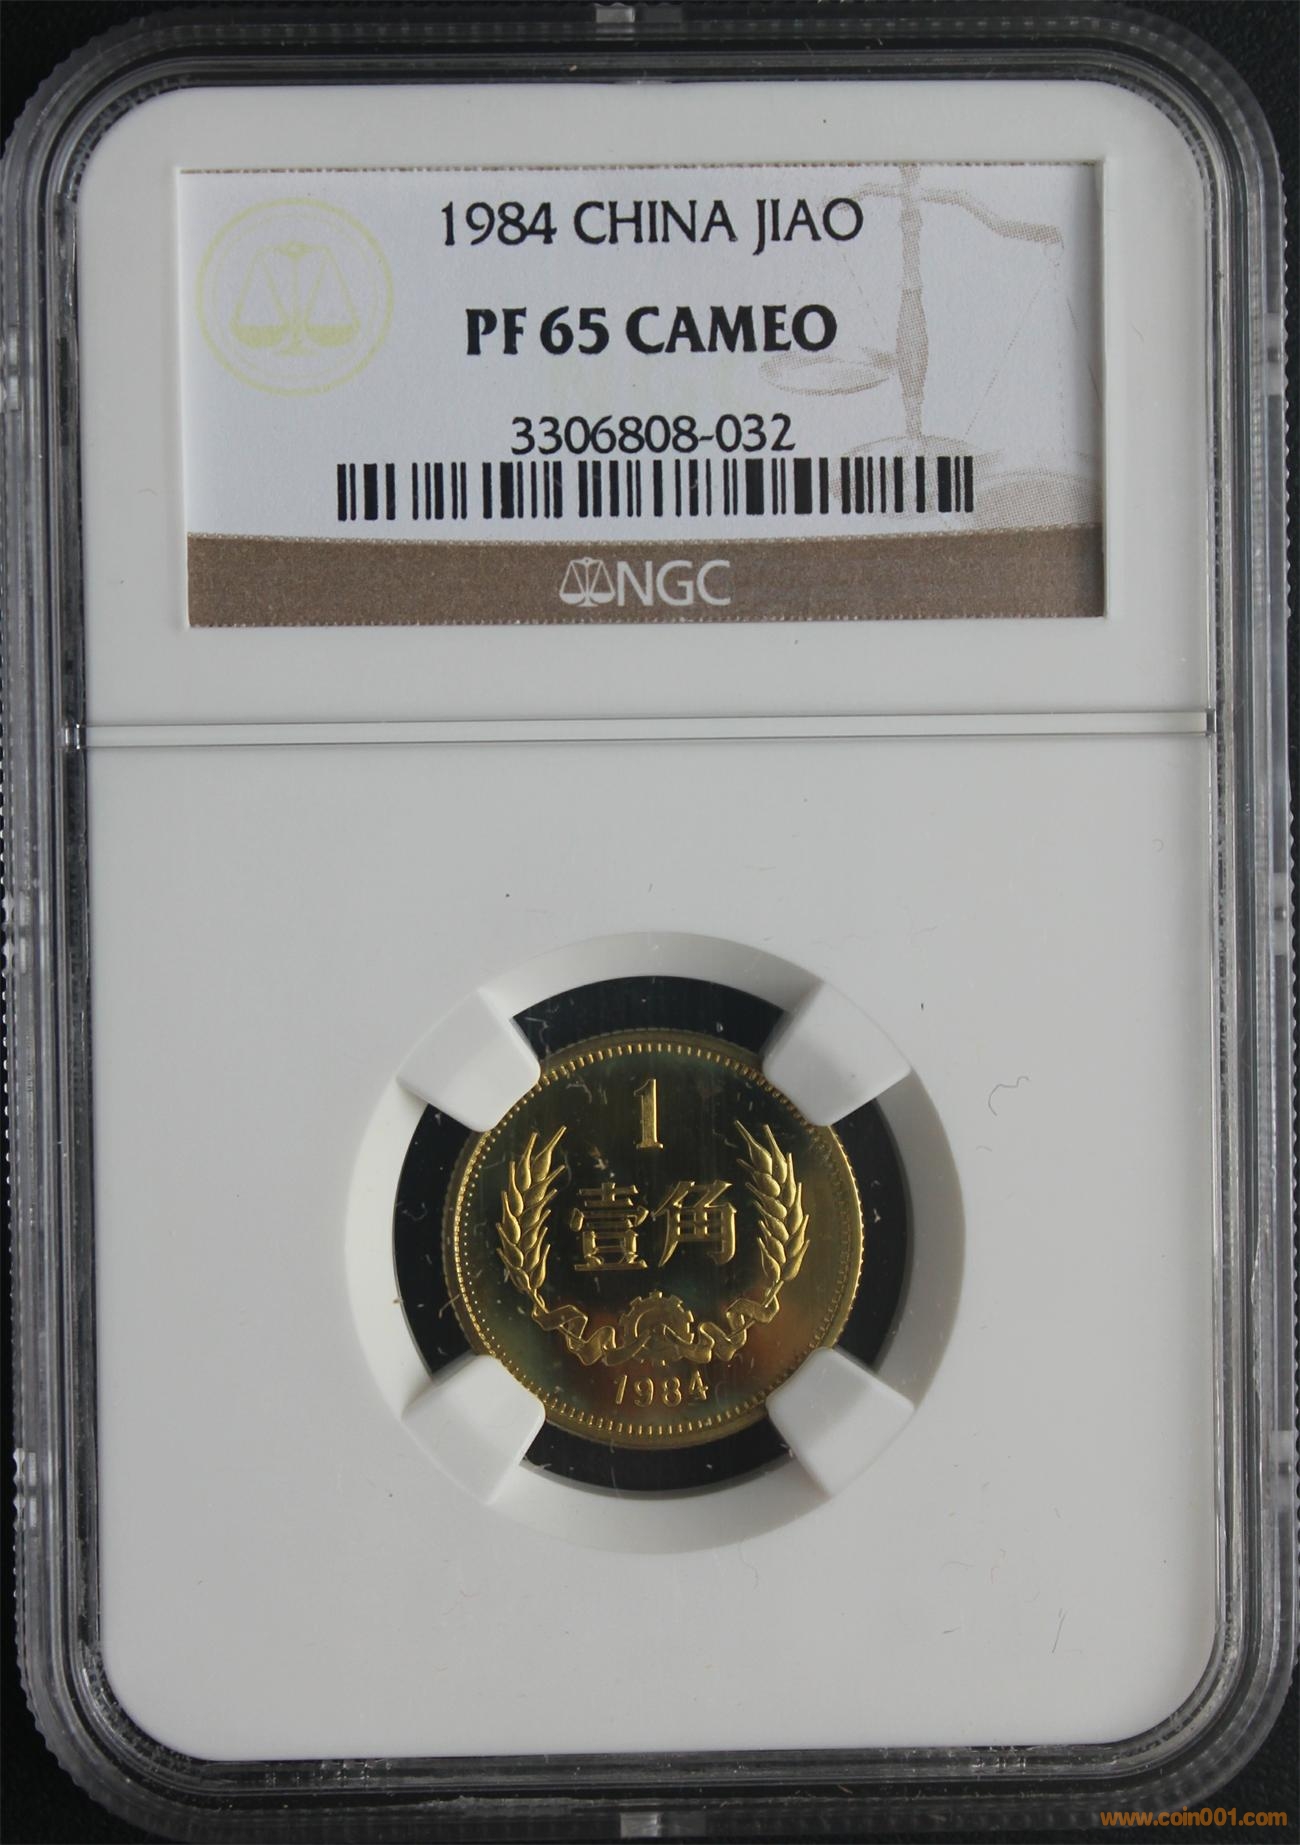 1984 CHINA JIAO
PF 65 CAMEO
3306808-032
NGC
1
壹角
1984
www.coin001.com